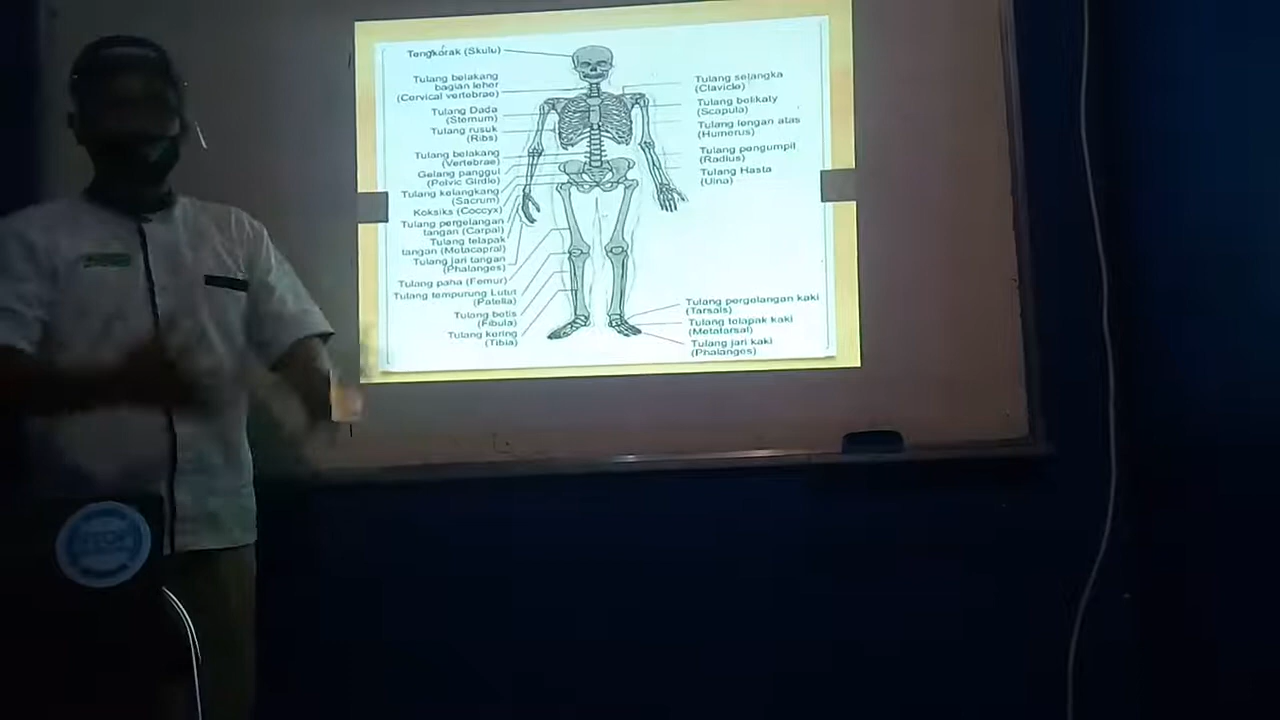 Tengkorak (Skulu)
Tulang belakang
bagian leher
(Cervical vertebrae)
Tulang Dada
(Sternum)
Tulang rusuk
(Ribs)
Tulang belakang
(Vertebrae)
Gelang panggul
(Polvic Girdle)
Tulang kelangkang
(Sacrum)
Koksiks (Coccyx)
Tulang pergelangan
tangan (Carpal)
Tulang telapak
tangan (Metacapral)
Tulang jari tangan
(Phalanges)
Tulang paha (Femur)
Tulang tempurung Lutut
(Patella)
Tulang betis
(Fibula)
Tulang kering
(Tibia)
Tulang selangka
(Clavicle)
Tulang belikaty
(Scapula)
Tulang lengan atas
(Humerus)
Tulang pengumpil
(Radius)
Tulang Hasta
(Ulna)
Tulang pergelangan kaki
(Tarsals)
Tulang telapak kaki
(Metatarsal)
Tulang jari kaki
(Phalanges)